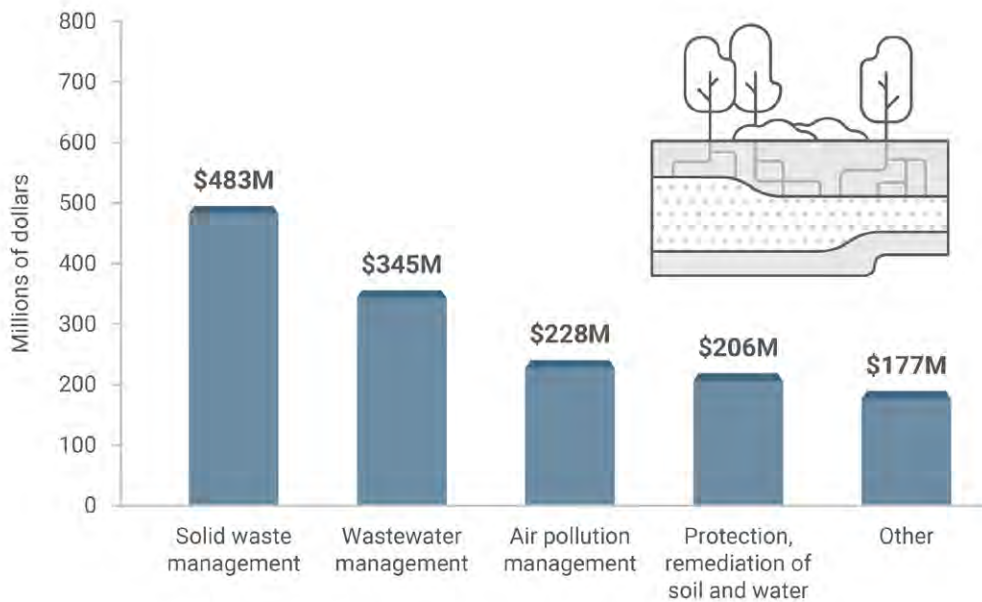 800
700
600
500
400
300
200
100
0
Millions of dollars
$483M
$345M
$228M
$206M
$177M
Solid waste
management
Wastewater
management
Air pollution
management
Protection,
remediation of
soil and water
Other